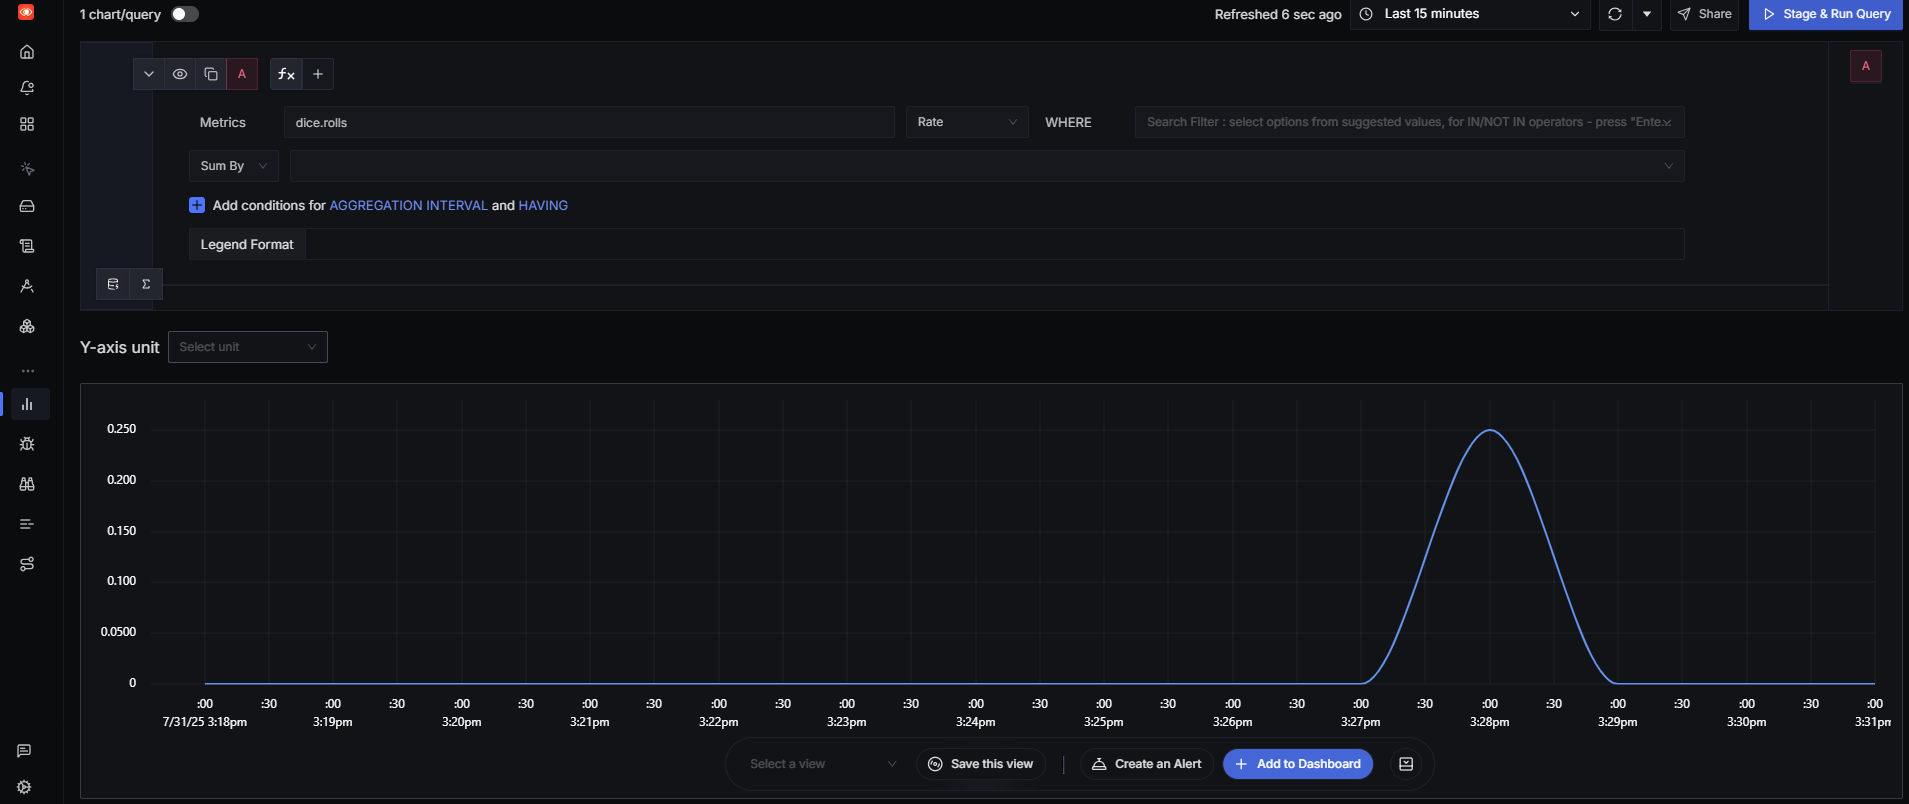 1 chart/query
Refreshed 6 sec ago
Last 15 minutes
Share
Stage & Run Query
A
fx
A
Metrics
dice.rolls
Rate
WHERE
Search Filter : select options from suggested values, for IN/NOT IN operators - press "Ente...
Sum By
Add conditions for AGGREGATION INTERVAL and HAVING
Legend Format
Σ
Y-axis unit
Select unit
0.250
0.200
0.150
0.100
0.0500
0
:00 :30 :00 :30 :00 :30 :00 :30 :00 :30 :00 :30 :00 :30 :00 :30 :00 :30 :00 :30 :00 :30 :00 :30 :00 :30 :00
7/31/25 3:18pm 3:19pm 3:20pm 3:21pm 3:22pm 3:23pm 3:24pm 3:25pm 3:26pm 3:27pm 3:28pm 3:29pm 3:30pm 3:31pm
Select a view
Save this view
Create an Alert
Add to Dashboard